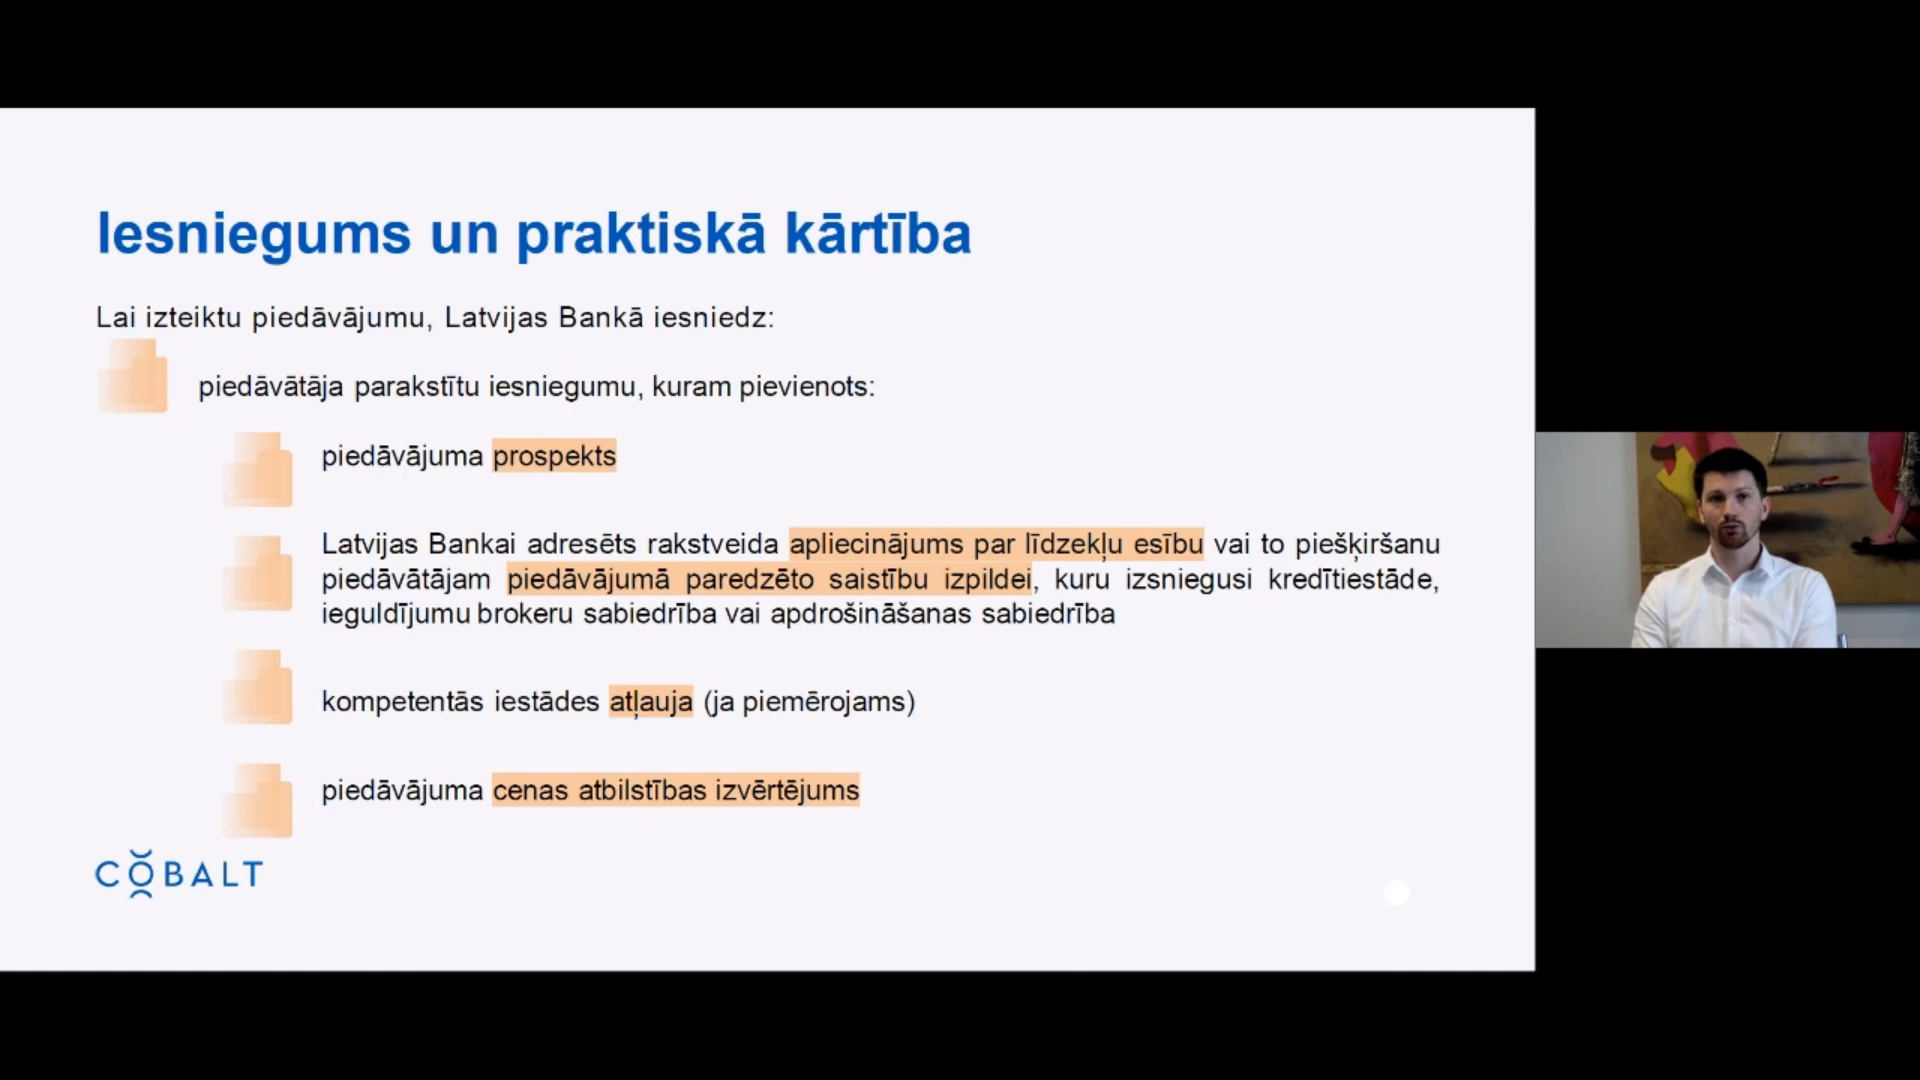 Iesniegums un praktiskā kārtība
Lai izteiktu piedāvājumu, Latvijas Bankā iesniedz:
piedāvātāja parakstītu iesniegumu, kuram pievienots:
piedāvājuma prospekts
Latvijas Bankai adresēts rakstveida apliecinājums par līdzekļu esību vai to piešķiršanu
piedāvātājam piedāvājumā paredzēto saistību izpildei, kuru izsniegusi kredītiestāde,
ieguldījumu brokeru sabiedrība vai apdrošināšanas sabiedrība
kompetentās iestādes atļauja (ja piemērojams)
piedāvājuma cenas atbilstības izvērtējums
COBALT